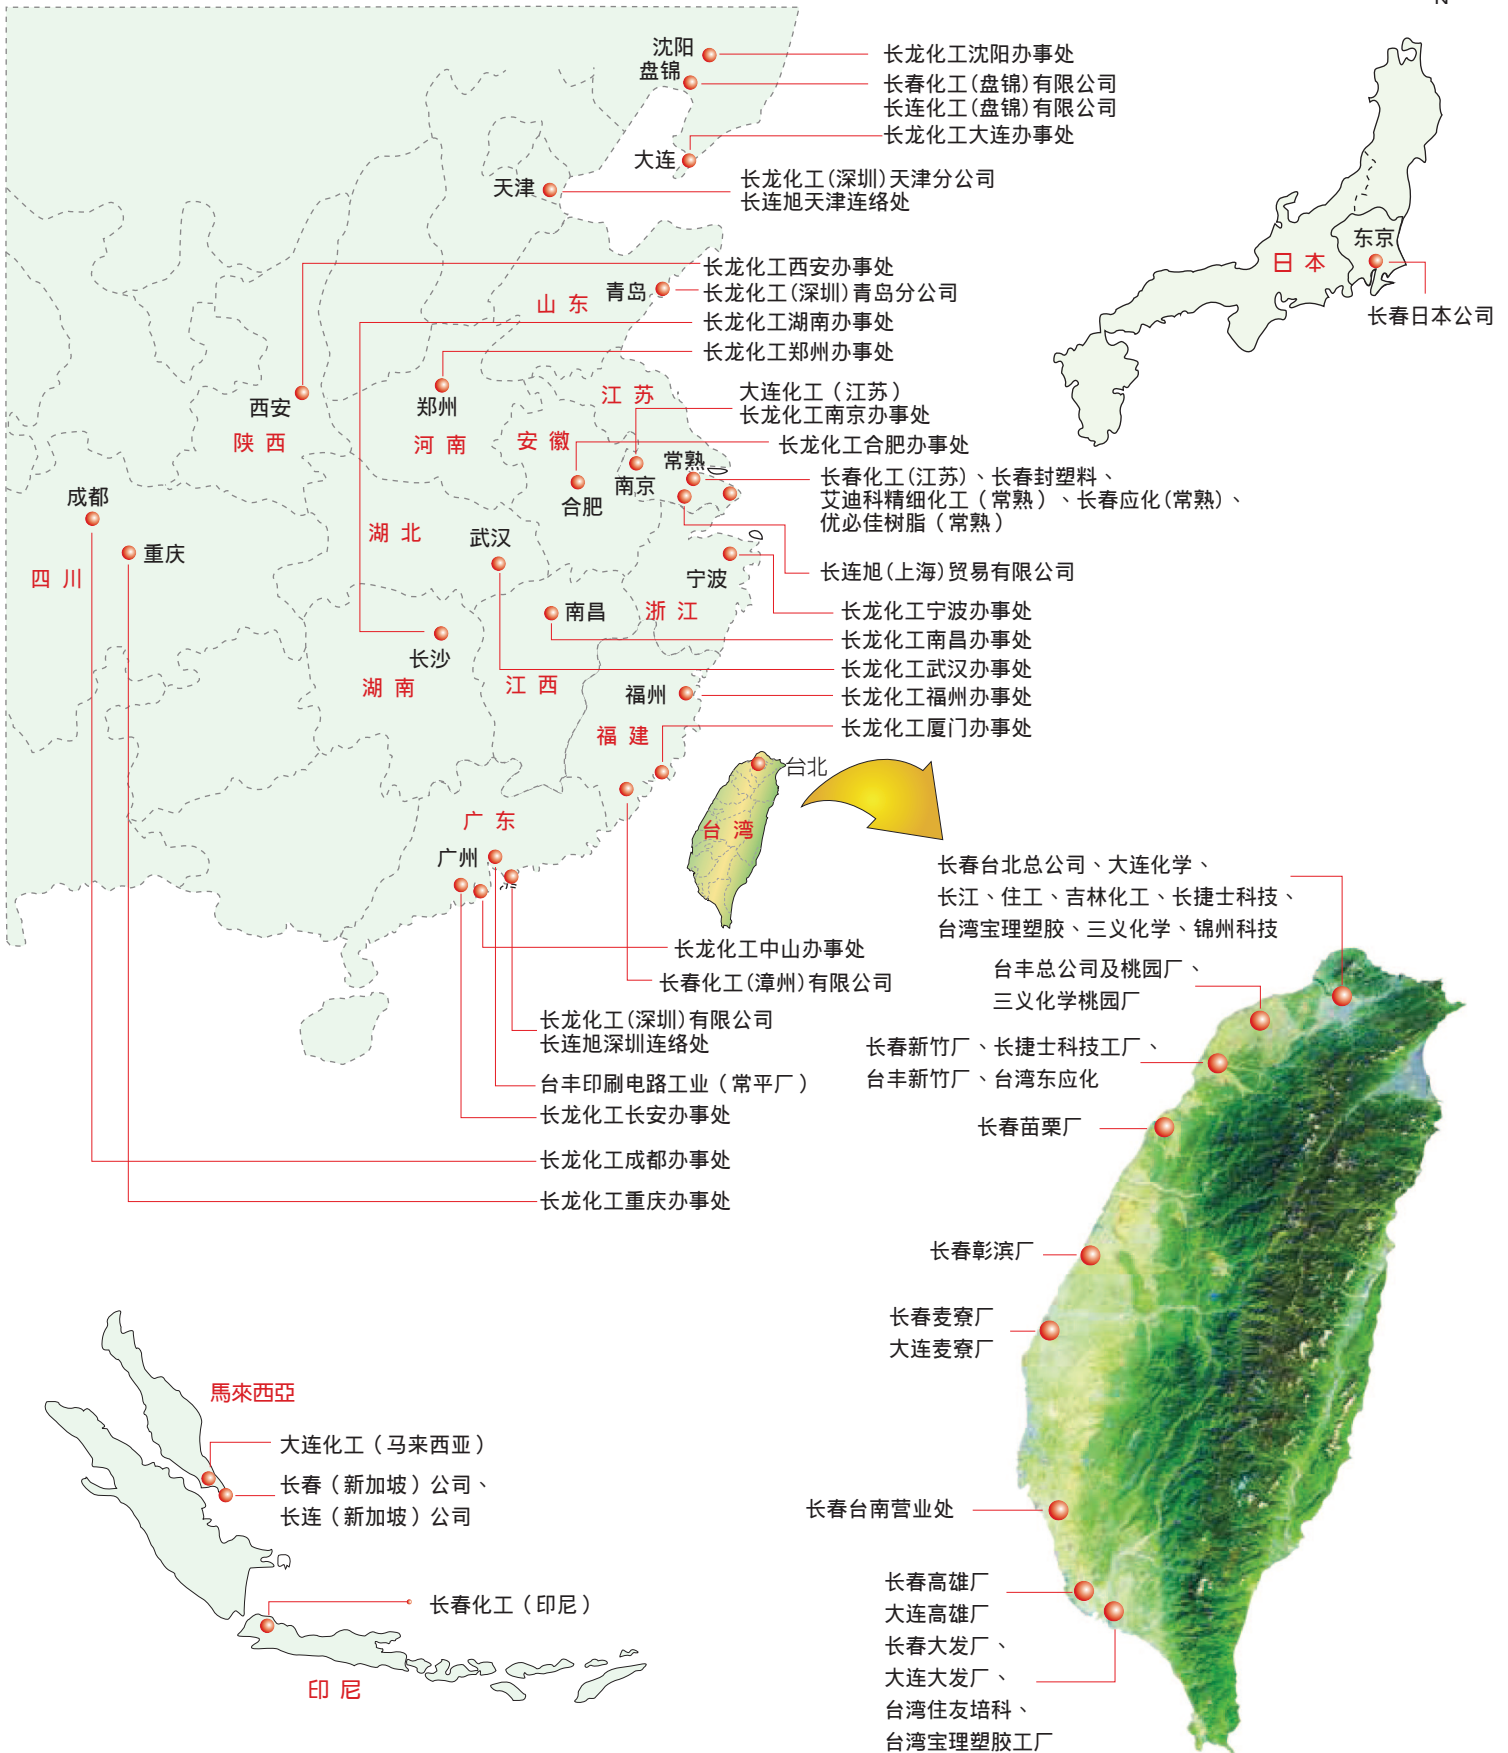 N
沈阳
盘锦
长龙化工沈阳办事处
长春化工(盘锦)有限公司
长连化工(盘锦)有限公司
长龙化工大连办事处
大连
天津
长龙化工(深圳)天津分公司
长连旭天津连络处
东京
日 本
长春日本公司
长龙化工西安办事处
青岛
长龙化工(深圳)青岛分公司
山 东
长龙化工湖南办事处
长龙化工郑州办事处
西安
陕 西
郑州
河 南
江 苏
安 徽
大连化工（江苏）
长龙化工南京办事处
长龙化工合肥办事处
常熟
南京
合肥
长春化工(江苏)、长春封塑料、
艾迪科精细化工（常熟）、长春应化(常熟)、
优必佳树脂（常熟）
成都
重庆
四 川
湖 北
武汉
宁波
长连旭(上海)贸易有限公司
南昌
浙 江
长龙化工宁波办事处
长龙化工南昌办事处
长沙
湖 南
江 西
长龙化工武汉办事处
福州
长龙化工福州办事处
福 建
长龙化工厦门办事处
台北
台 湾
广 东
广州
长龙化工中山办事处
长春化工(漳州)有限公司
长龙化工(深圳)有限公司
长连旭深圳连络处
台丰印刷电路工业（常平厂）
长龙化工长安办事处
长龙化工成都办事处
长龙化工重庆办事处
长春台北总公司、大连化学、
长江、住工、吉林化工、长捷士科技、
台湾宝理塑胶、三义化学、锦州科技
台丰总公司及桃园厂、
三义化学桃园厂
长春新竹厂、长捷士科技工厂、
台丰新竹厂、台湾东应化
长春苗栗厂
长春彰滨厂
长春麦寮厂
大连麦寮厂
长春台南营业处
长春高雄厂
大连高雄厂
长春大发厂、
大连大发厂、
台湾住友培科、
台湾宝理塑胶工厂
馬來西亞
大连化工（马来西亚）
长春（新加坡）公司、
长连（新加坡）公司
长春化工（印尼）
印 尼